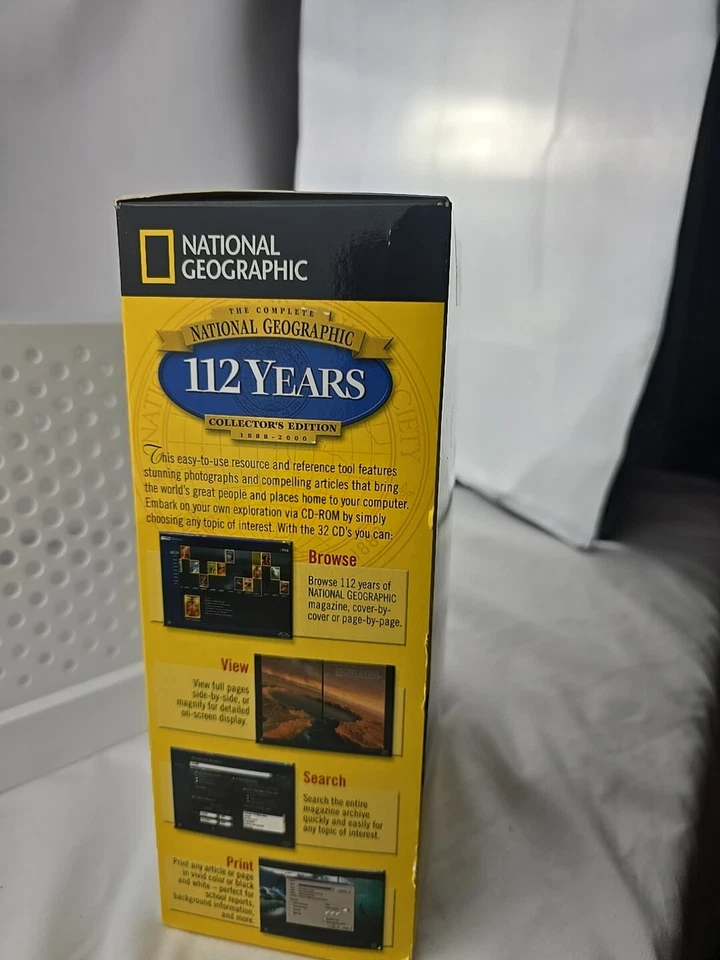 NATIONAL
GEOGRAPHIC
THE COMPLETE
NATIONAL GEOGRAPHIC
112 YEARS
COLLECTOR'S EDITION
1888-2000
This easy-to-use resource and reference tool features
stunning photographs and compelling articles that bring
the world's great people and places home to your computer.
Embark on your own exploration via CD-ROM by simply
choosing any topic of interest. With the 32 CD's you can:
Browse
Browse 112 years of
NATIONAL GEOGRAPHIC
magazine, cover-by-
cover or page-by-page.
View
View full pages
side-by-side, or
magnify for detailed
on-screen display.
Search
Search the entire
magazine archive
quickly and easily for
any topic of interest.
Print
Print any article or page
in vivid color or black
and white – perfect for
school reports,
background information,
and more.